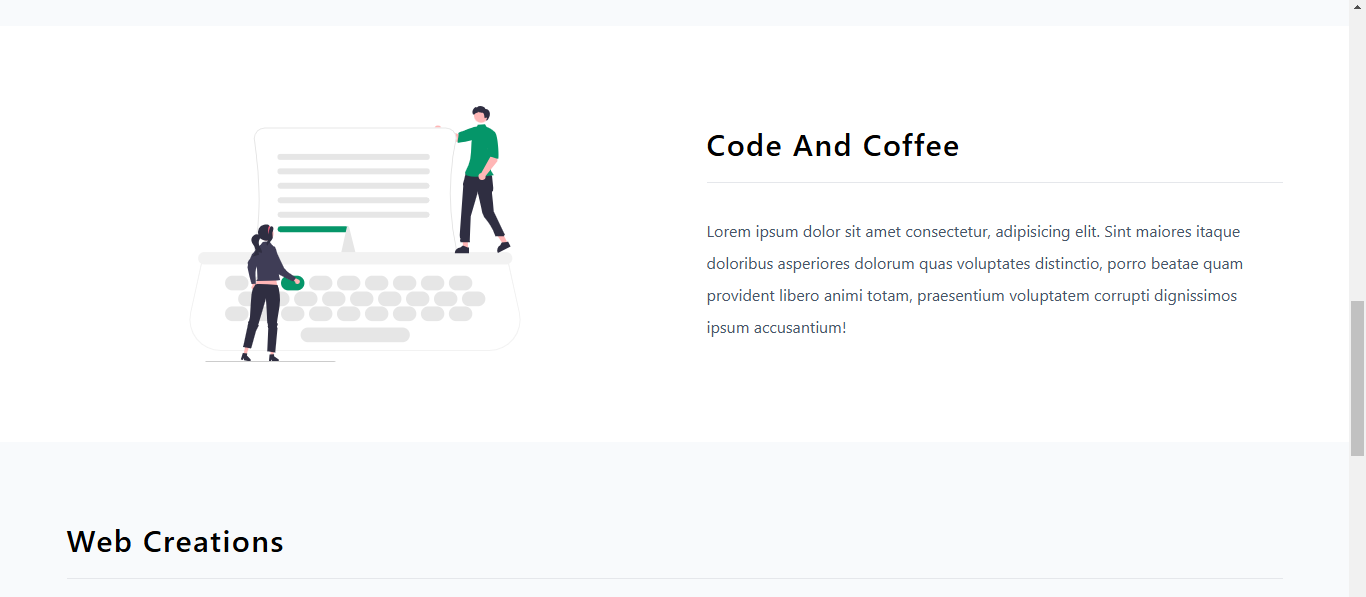 Code And Coffee
Lorem ipsum dolor sit amet consectetur, adipisicing elit. Sint maiores itaque
doloribus asperiores dolorum quas voluptates distinctio, porro beatae quam
provident libero animi totam, praesentium voluptatem corrupti dignissimos
ipsum accusantium!
Web Creations